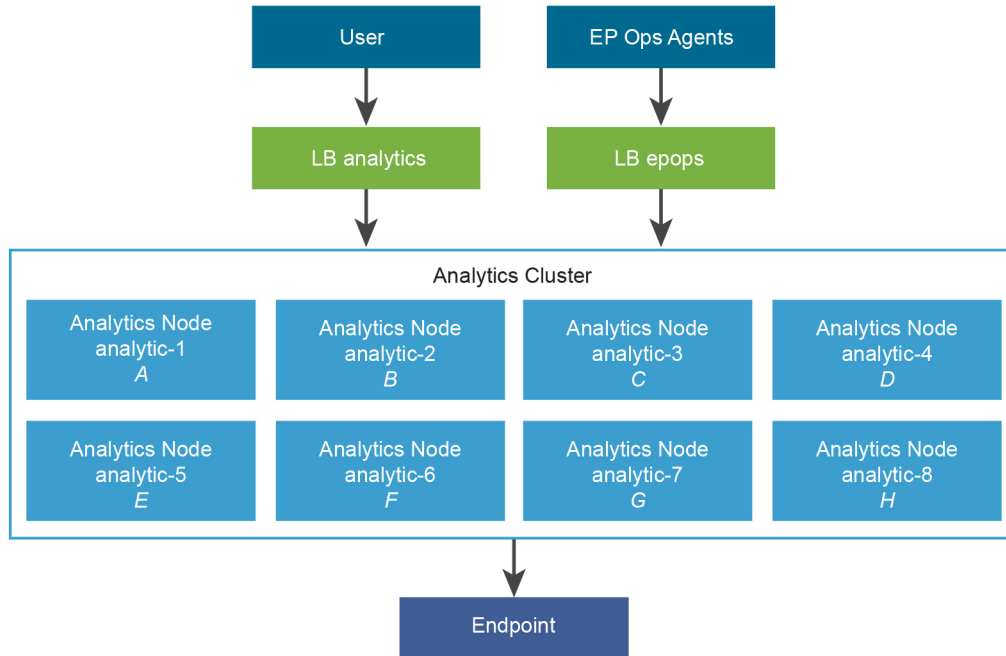 User
EP Ops Agents
LB analytics
LB epops
Analytics Cluster
Analytics Node
analytic-1
A
Analytics Node
analytic-2
B
Analytics Node
analytic-3
C
Analytics Node
analytic-4
D
Analytics Node
analytic-5
E
Analytics Node
analytic-6
F
Analytics Node
analytic-7
G
Analytics Node
analytic-8
H
Endpoint